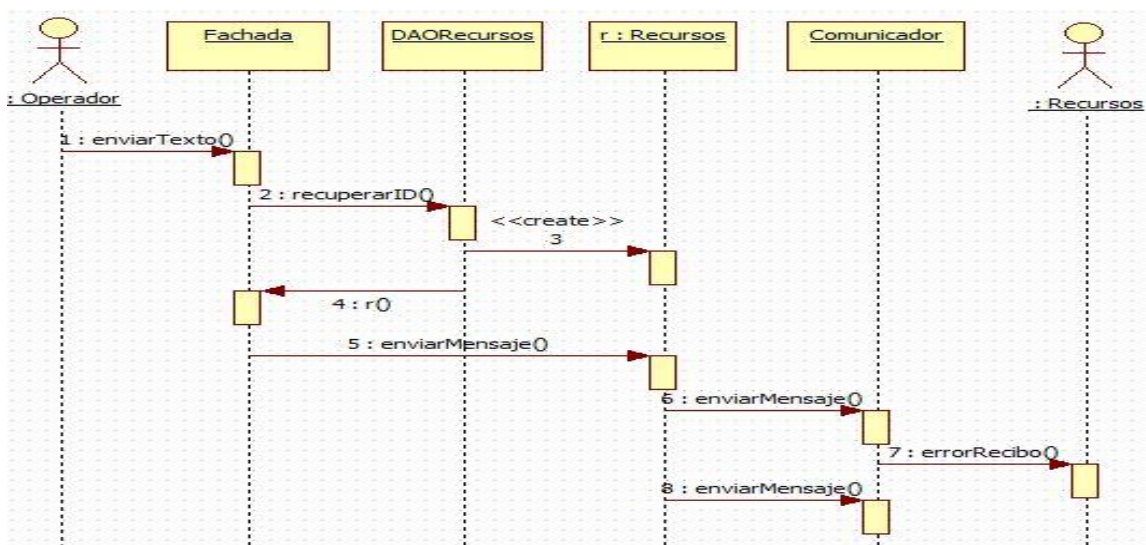 Fachada
DAORecursos
r : Recursos
Comunicador
: Operador
: Recursos
1 : enviarTexto()
2 : recuperarID()
<<create>>
3
4 : r()
5 : enviarMensaje()
6 : enviarMensaje()
7 : errorRecibo()
8 : enviarMensaje()